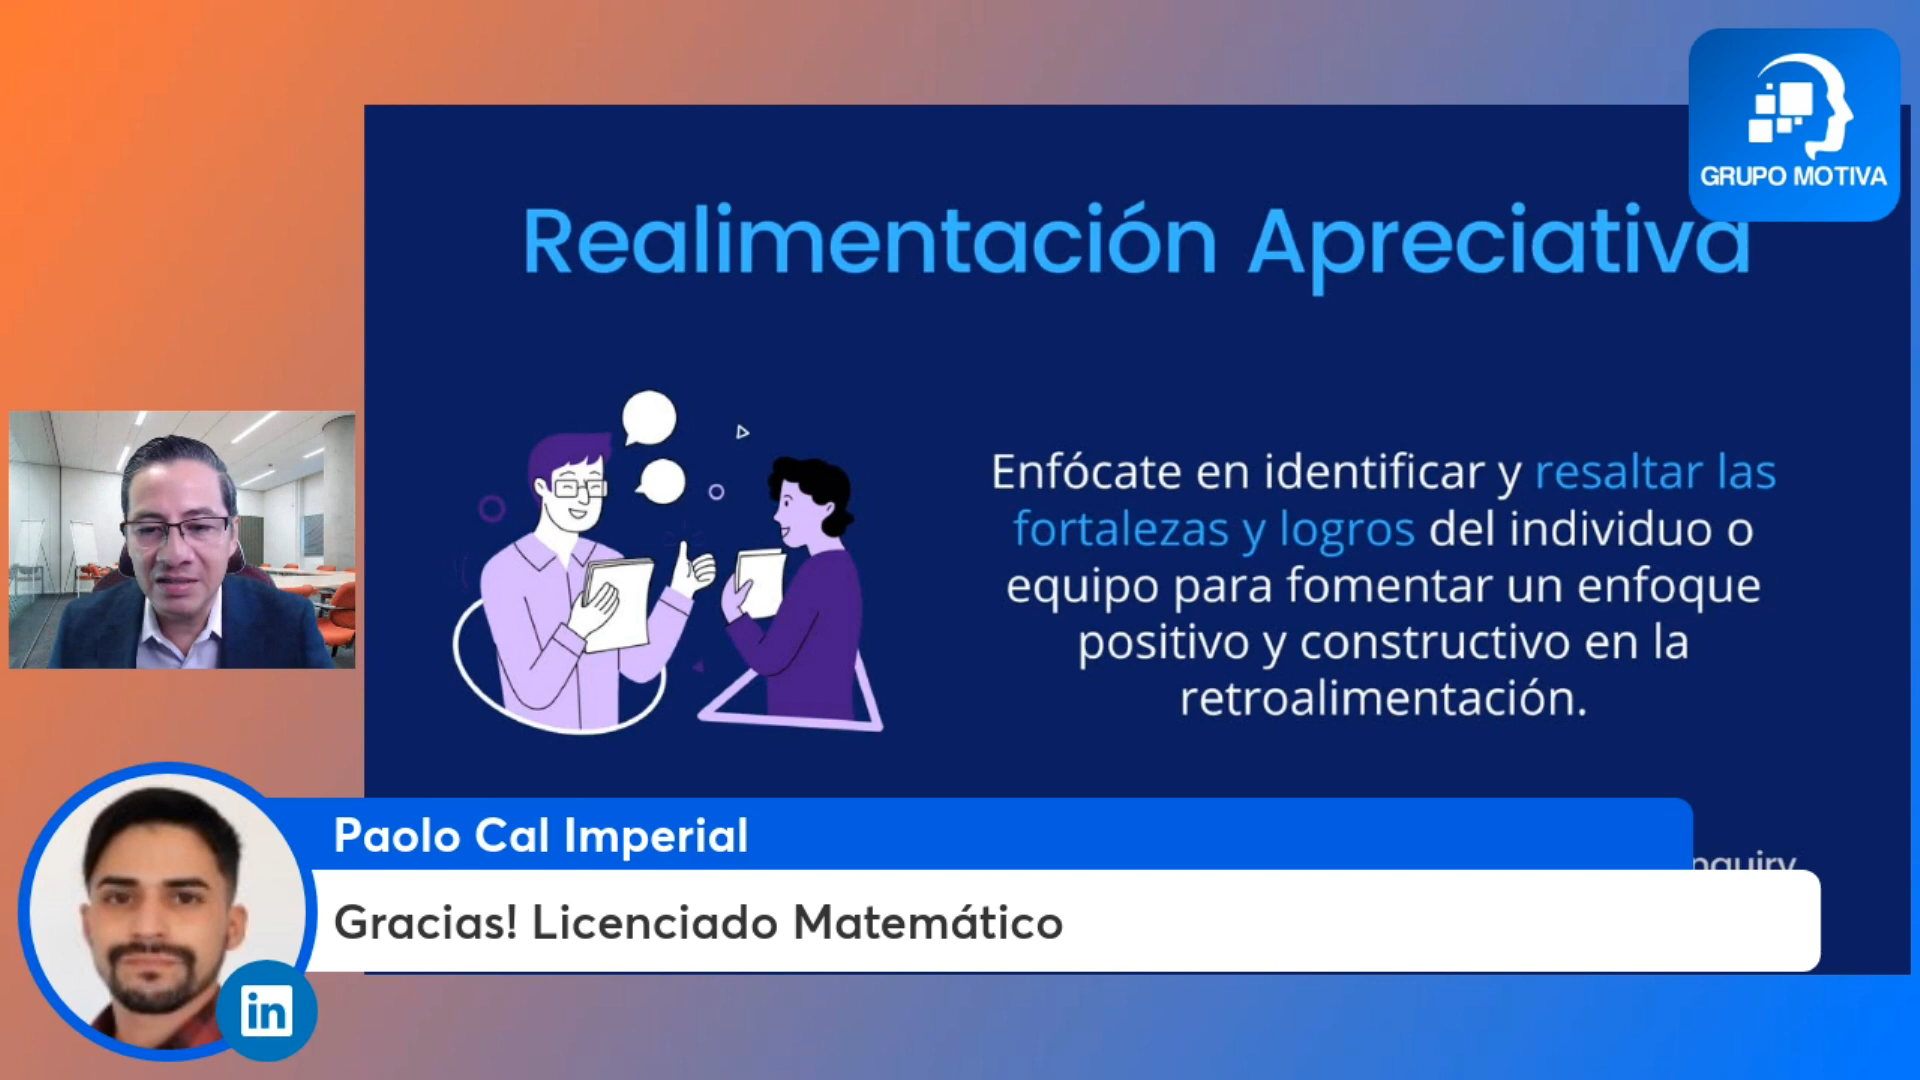 GRUPO MOTIVA
Realimentación Apreciativa
Enfócate en identificar y resaltar las
fortalezas y logros del individuo o
equipo para fomentar un enfoque
positivo y constructivo en la
retroalimentación.
Paolo Cal Imperial
Gracias! Licenciado Matemático
in